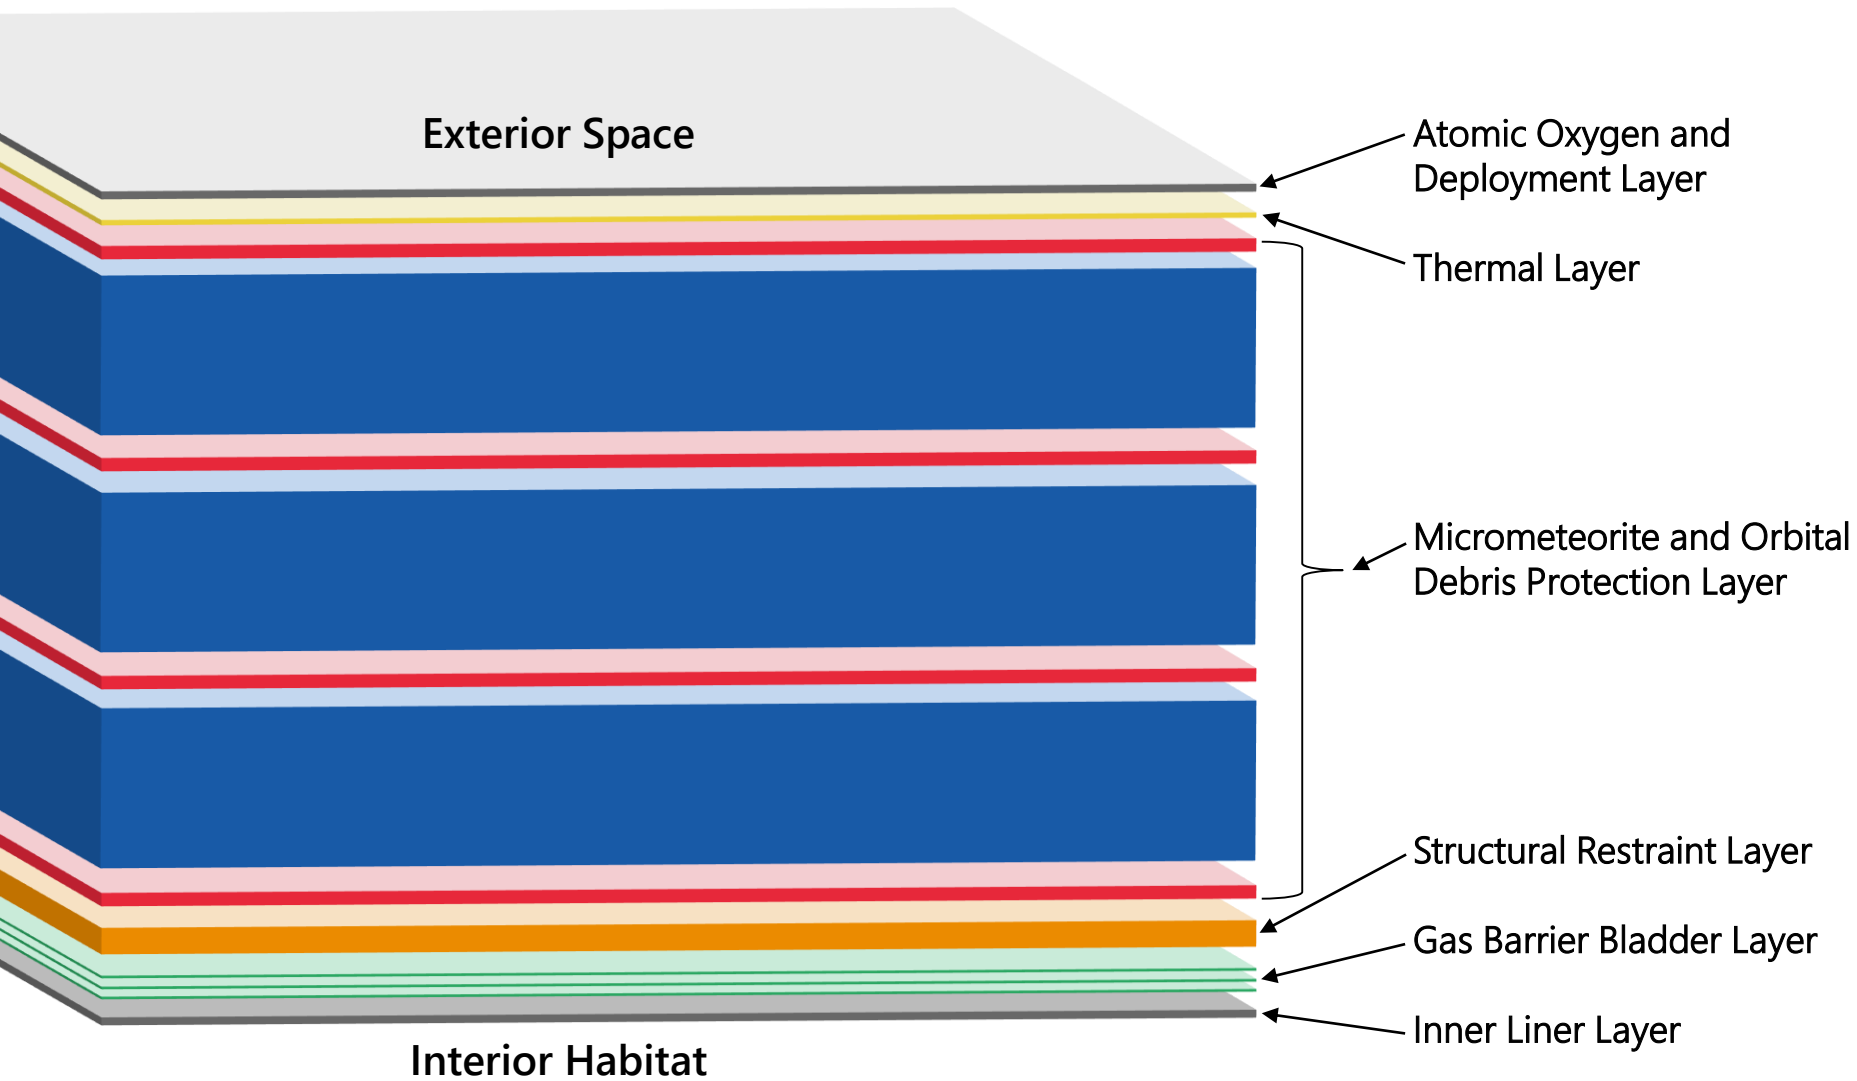 Exterior Space
Atomic Oxygen and
Deployment Layer
Thermal Layer
Micrometeorite and Orbital
Debris Protection Layer
Structural Restraint Layer
Gas Barrier Bladder Layer
Inner Liner Layer
Interior Habitat